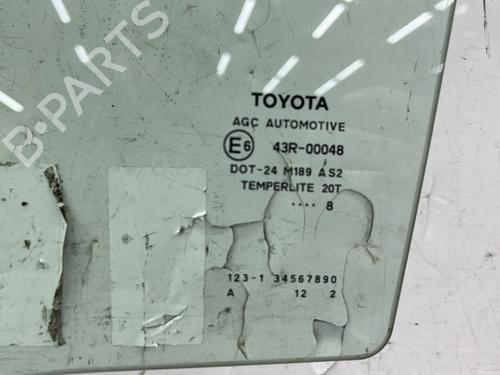 B-PARTS
TOYOTA
AGC AUTOMOTIVE
E6 43R-00048
DOT-24 M189 AS2
TEMPERLITE 20T
.... 8
123-1 34567890
A 12 2